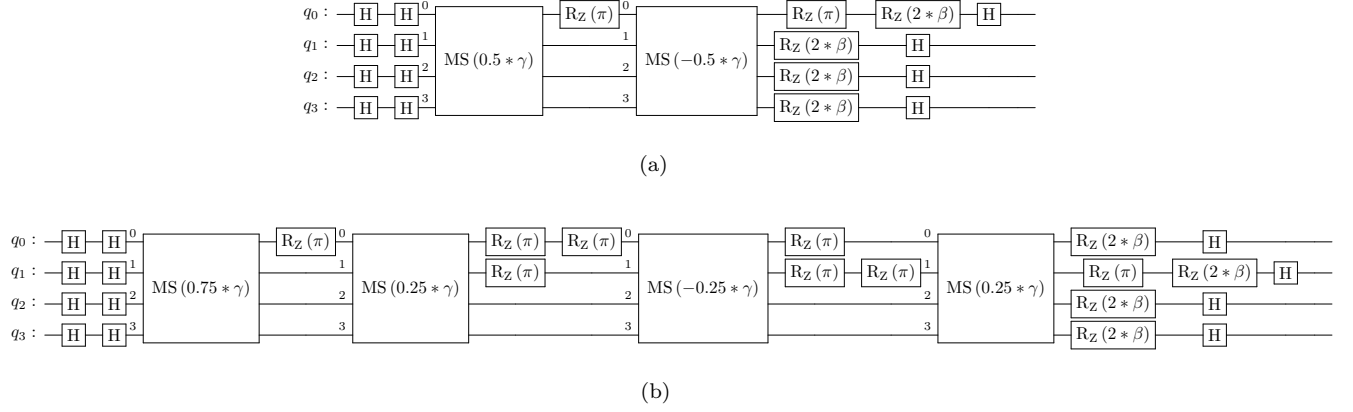 q₀ : H H 0 MS (0.5 * γ) R_Z (π) 0 MS (−0.5 * γ) R_Z (π) R_Z (2 * β) H
q₁ : H H 1 1 R_Z (2 * β) H
q₂ : H H 2 2 R_Z (2 * β) H
q₃ : H H 3 3 R_Z (2 * β) H
(a)
q₀ : H H 0 MS (0.75 * γ) R_Z (π) 0 MS (0.25 * γ) R_Z (π) R_Z (π) 0 MS (−0.25 * γ) R_Z (π) 0 MS (0.25 * γ) R_Z (2 * β) H
q₁ : H H 1 1 R_Z (π) 1 R_Z (π) R_Z (π) 1 R_Z (π) R_Z (2 * β) H
q₂ : H H 2 2 2 2 R_Z (2 * β) H
q₃ : H H 3 3 3 3 R_Z (2 * β) H
(b)